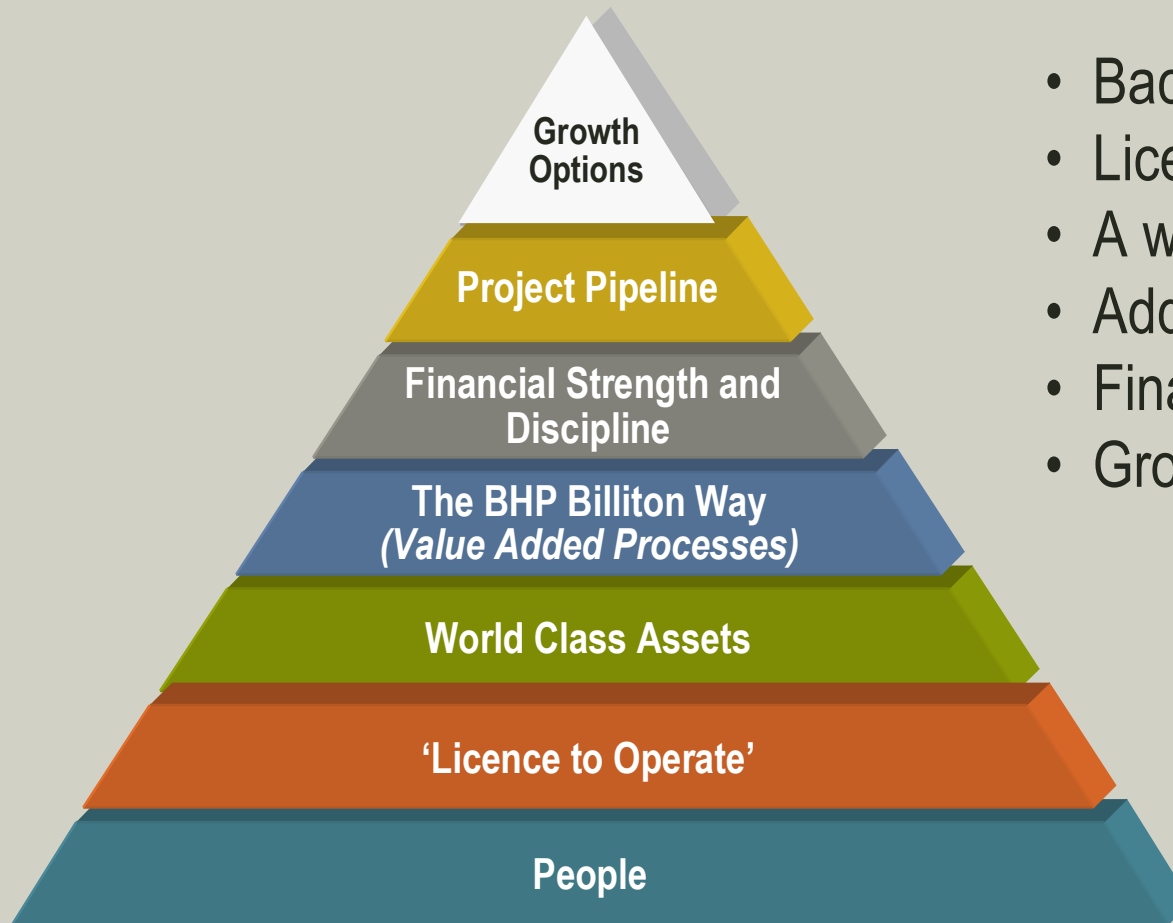 Growth
Options
Project Pipeline
Financial Strength and
Discipline
The BHP Billiton Way
(Value Added Processes)
World Class Assets
‘Licence to Operate’
People
• A